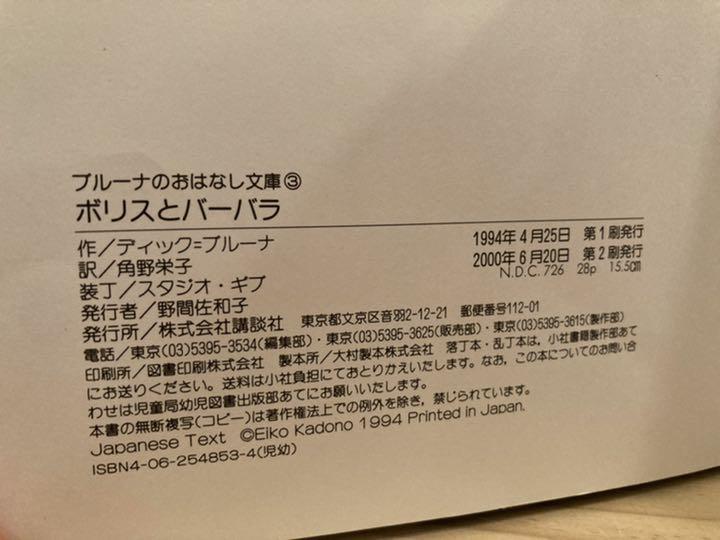 ブルーナのおはなし文庫③
ボリスとバーバラ
作／ディック=ブルーナ
訳／角野栄子
装丁／スタジオ・ギブ
発行者／野間佐和子
1994年4月25日 第1刷発行
2000年6月20日 第2刷発行
N.D.C.726 28p 15.5cm
発行所／株式会社講談社 東京都文京区音羽2-12-21 郵便番号112-01
電話／東京(03)5395-3534(編集部)・東京(03)5395-3625(販売部)・東京(03)5395-3615(製作部)
印刷所／図書印刷株式会社 製本所／大村製本株式会社 落丁本・乱丁本は、小社書籍製作部あて
にお送りください。送料は小社負担にておとりかえいたします。なお、この本についてのお問い合
わせは児童局幼児図書出版部あてにお願いいたします。
本書の無断複写(コピー)は著作権法上での例外を除き，禁じられています。
Japanese Text ©Eiko Kadono 1994 Printed in Japan.
ISBN4-06-254853-4(児幼)